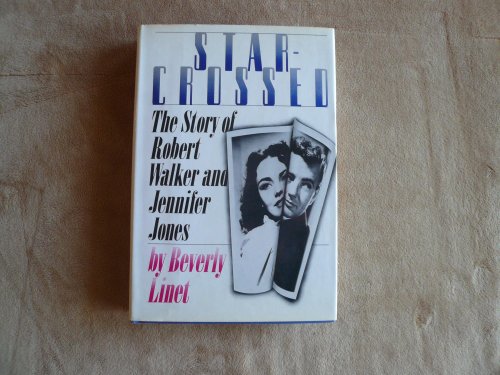 STAR-
CROSSED
The Story of
Robert
Walker and
Jennifer
Jones
by Beverly
Linet